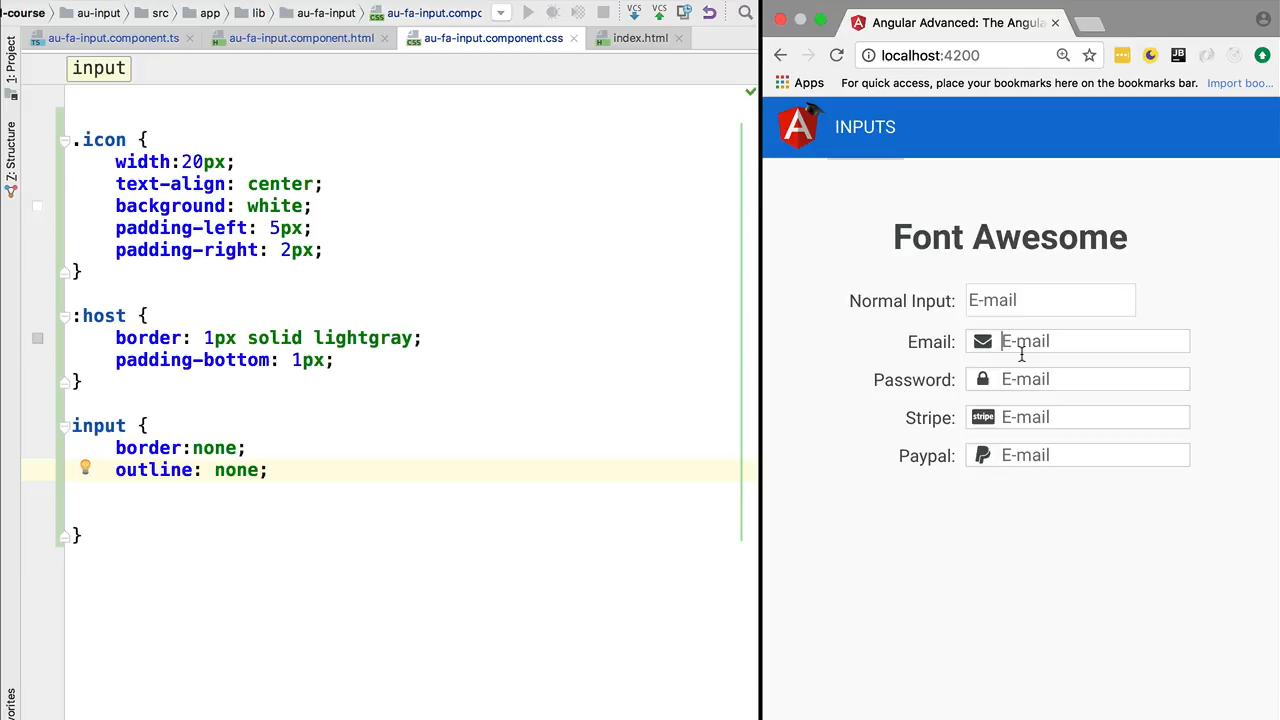 l-course
au-input
src
app
lib
au-fa-input
au-fa-input.compc
VCS
VCS
au-fa-input.component.ts
au-fa-input.component.html
au-fa-input.component.css
index.html
1: Project
Z: Structure
input
.icon {
width:20px;
text-align: center;
background: white;
padding-left: 5px;
padding-right: 2px;
}
:host {
border: 1px solid lightgray;
padding-bottom: 1px;
}
input {
border:none;
outline: none;
}
vorites
Angular Advanced: The Angula
localhost:4200
JB
Apps
For quick access, place your bookmarks here on the bookmarks bar.
Import boo...
INPUTS
Font Awesome
Normal Input: E-mail
Email: E-mail
Password: E-mail
Stripe: stripe E-mail
Paypal: E-mail